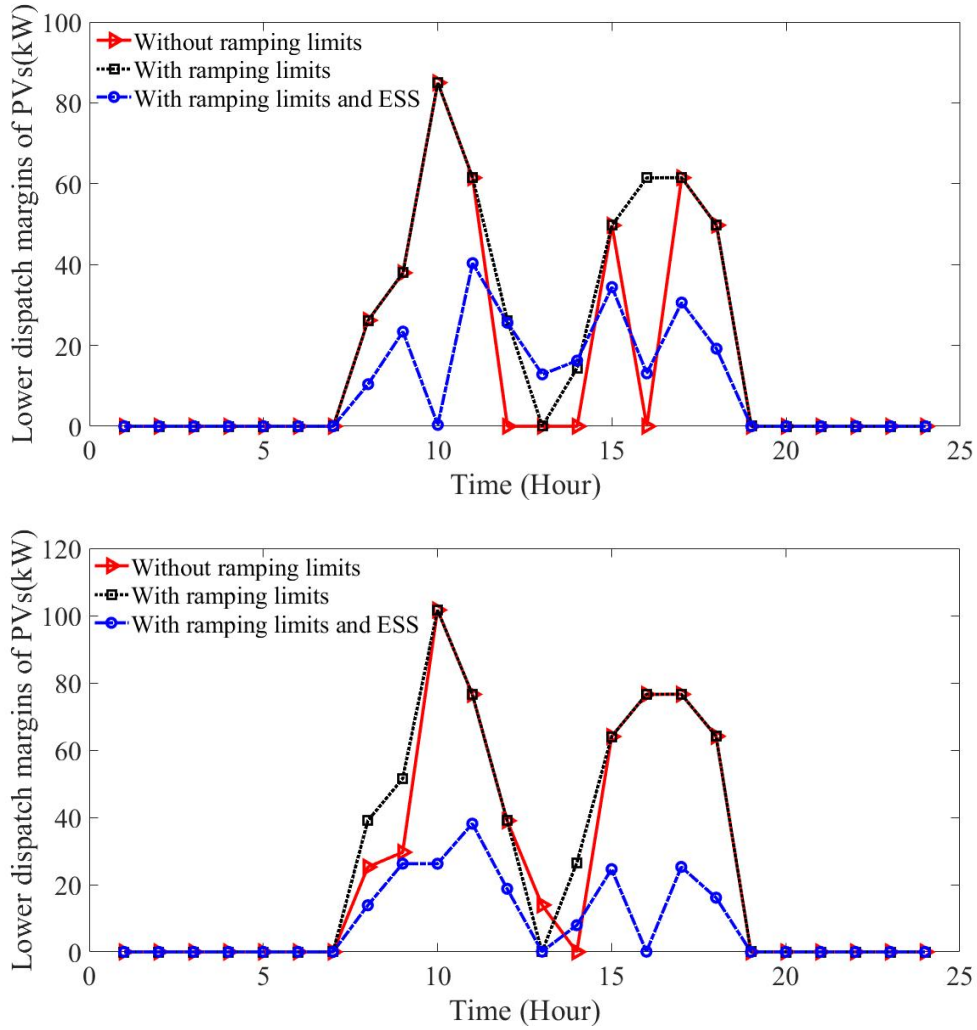 Lower dispatch margins of PVs(kW)
100
80
60
40
20
0
Without ramping limits
With ramping limits
With ramping limits and ESS
0 5 10 15 20 25
Time (Hour)
Lower dispatch margins of PVs(kW)
120
100
80
60
40
20
0
Without ramping limits
With ramping limits
With ramping limits and ESS
0 5 10 15 20 25
Time (Hour)